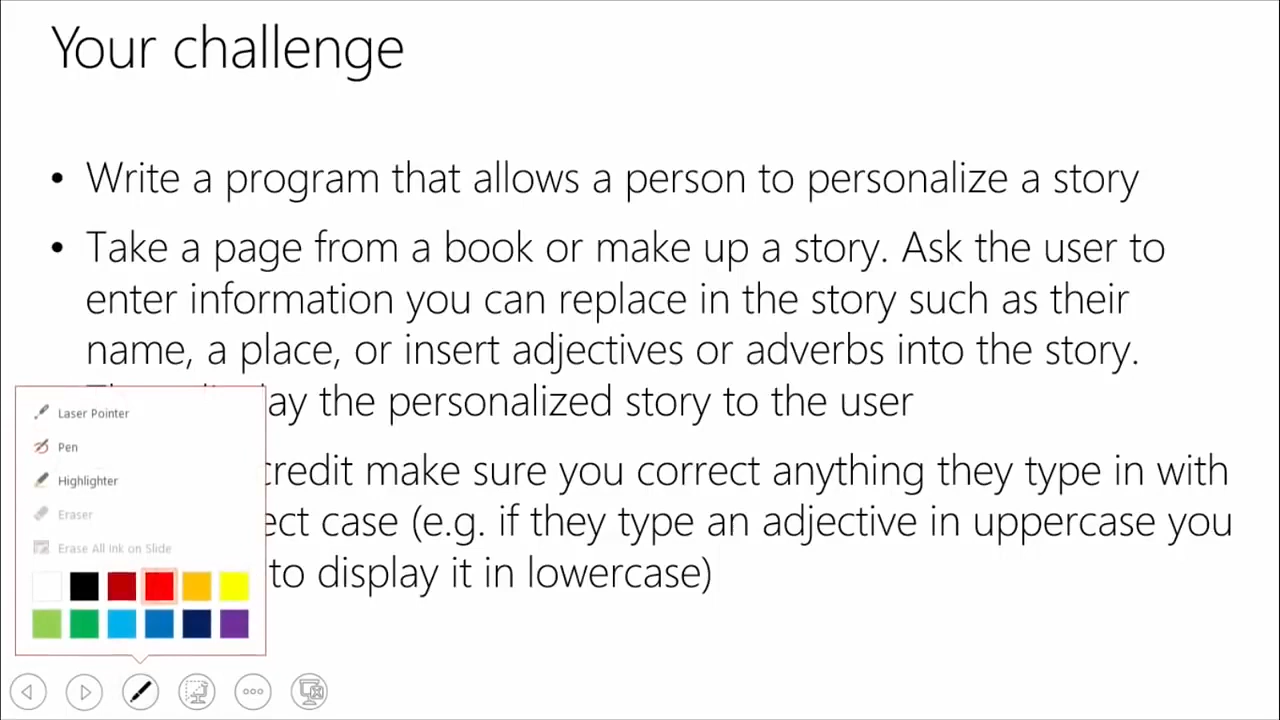 Your challenge
• Write a program that allows a person to personalize a story
• Take a page from a book or make up a story. Ask the user to
enter information you can replace in the story such as their
name, a place, or insert adjectives or adverbs into the story.
ay the personalized story to the user
credit make sure you correct anything they type in with
ect case (e.g. if they type an adjective in uppercase you
to display it in lowercase)
Laser Pointer
Pen
Highlighter
Eraser
Erase All Ink on Slide